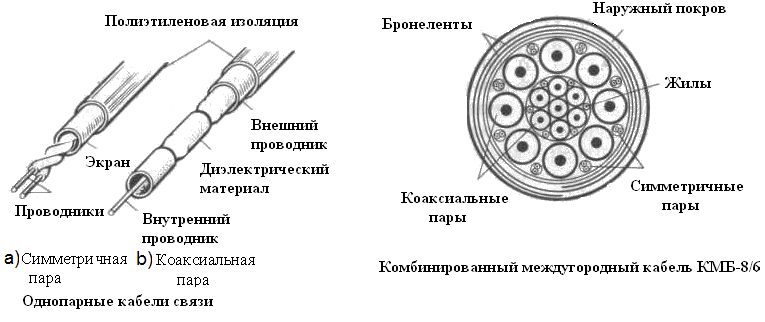 Полиэтиленовая изоляция
Экран
Проводники
Внешний
проводник
Диэлектрический
материал
Внутренний
проводник
а) Симметричная
пара
b) Коаксиальная
пара
Однопарные кабели связи
Наружный покров
Бронеленты
Жилы
Коаксиальные
пары
Симметричные
пары
Комбинированный междугородный кабель КМБ-8/6